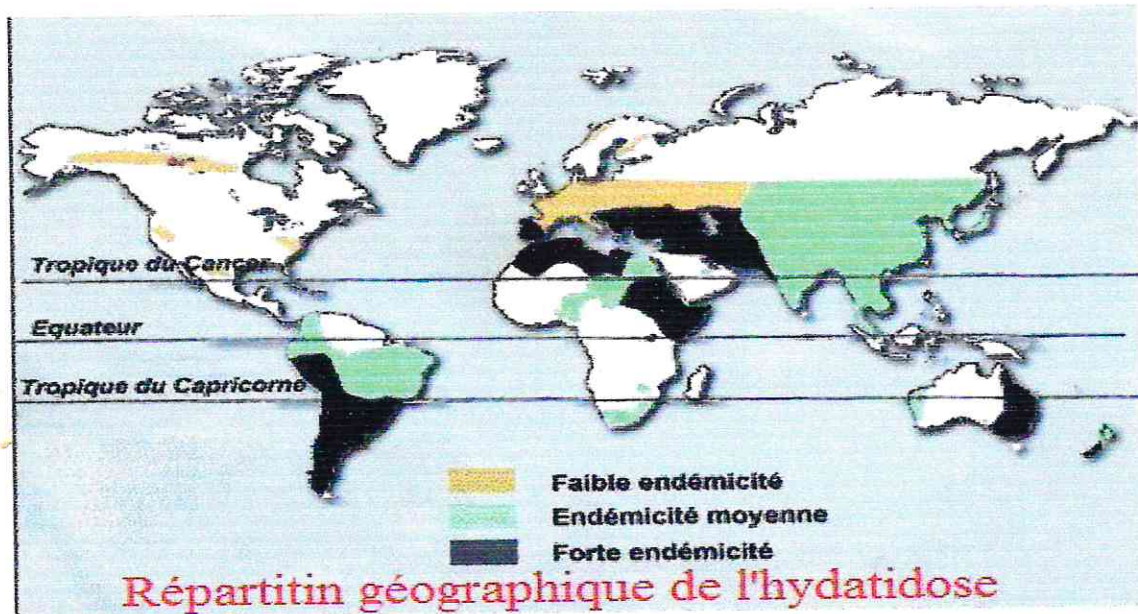 Tropique du Cancer
Equateur
Tropique du Capricorne
Faible endémicité
Endémicité moyenne
Forte endémicité
Répartitin géographique de l'hydatidose